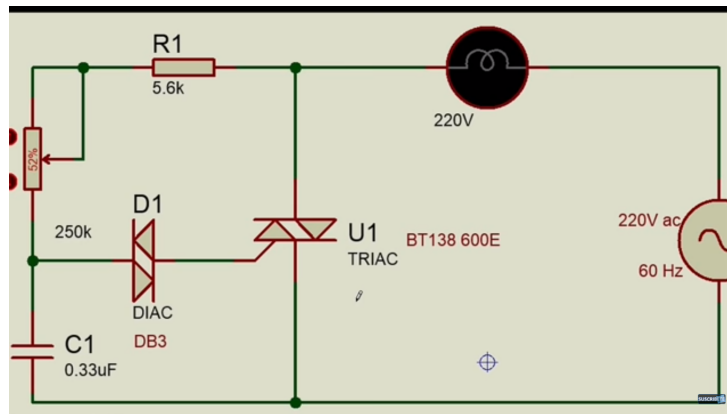 R1
5.6k
220V
52%
250k
D1
DIAC
DB3
U1
TRIAC
BT138 600E
220V ac
60 Hz
C1
0.33uF